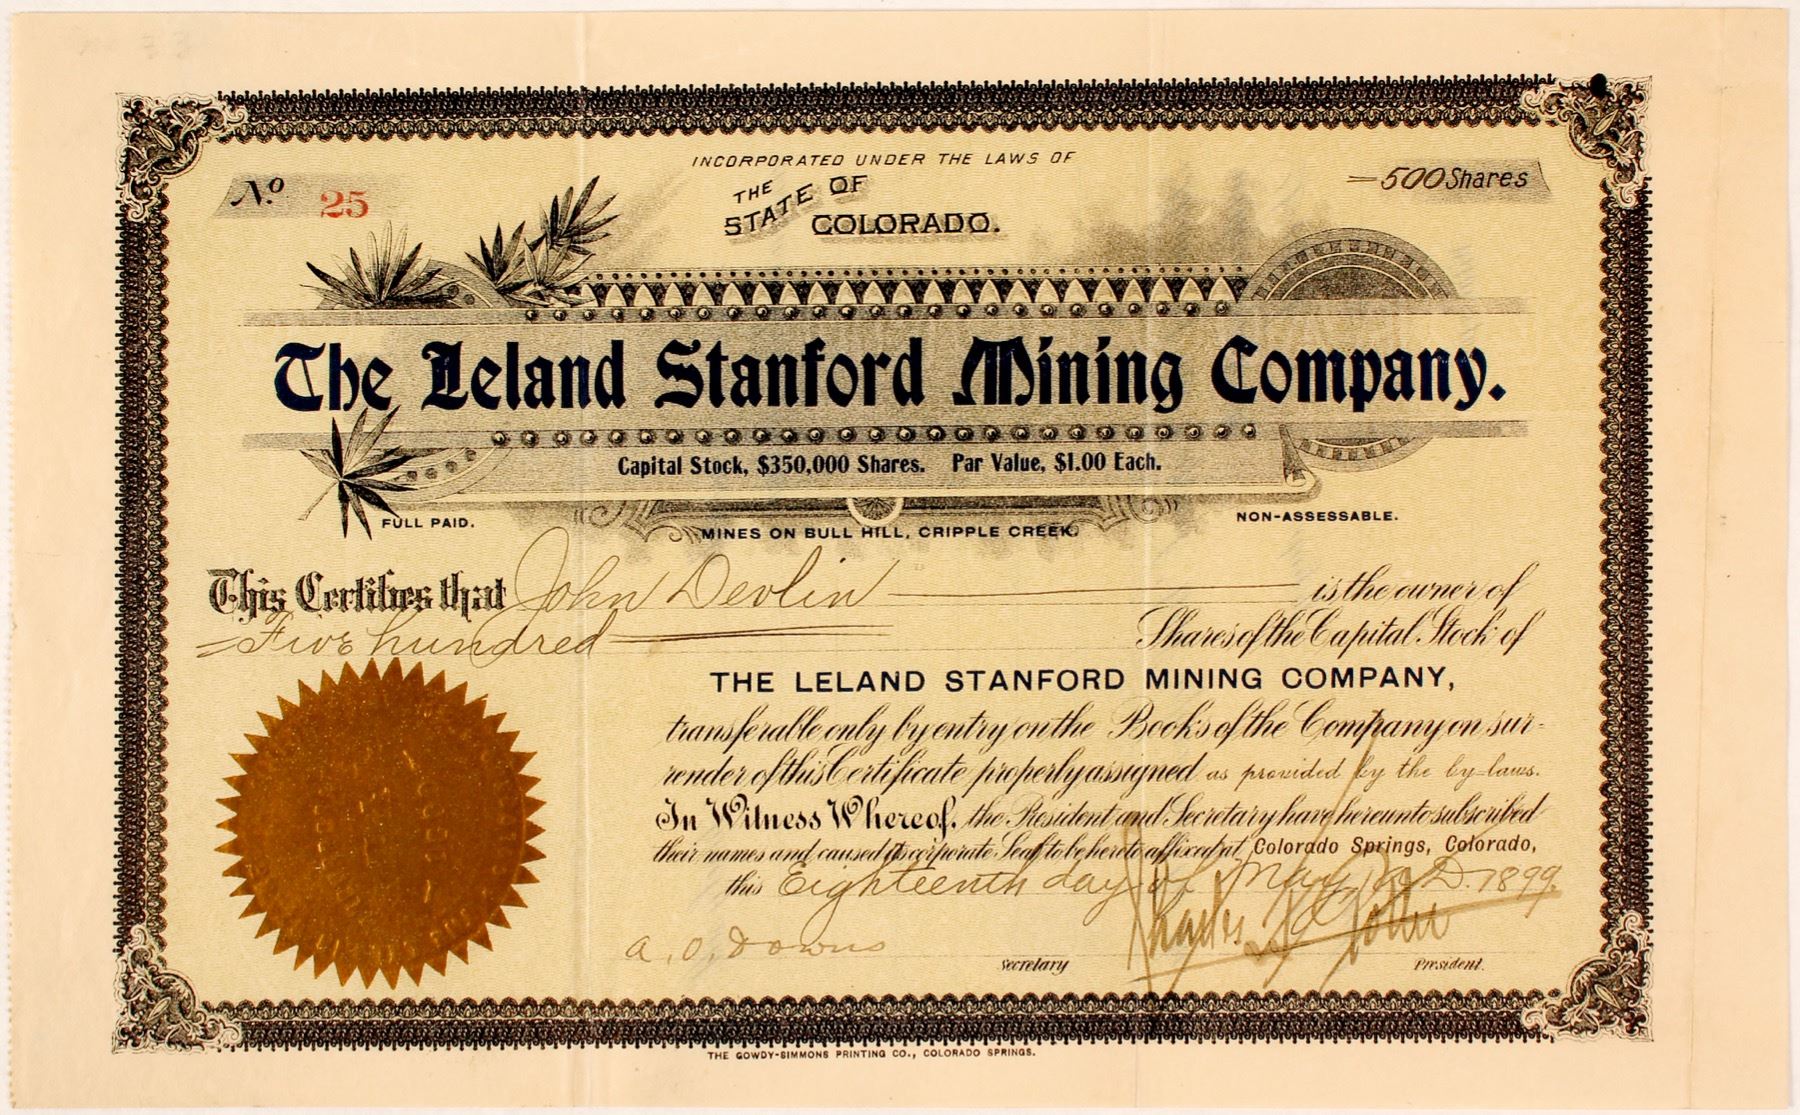 INCORPORATED UNDER THE LAWS OF
Nº 25
500 Shares
THE
STATE OF
COLORADO.
The Leland Stanford Mining Company.
Capital Stock, $350,000 Shares. Par Value, $1.00 Each.
FULL PAID.
MINES ON BULL HILL, CRIPPLE CREEK.
NON-ASSESSABLE.
This Certifies that John Devlin is the owner of
Five hundred Shares of the Capital Stock of
THE LELAND STANFORD MINING COMPANY,
transferable only by entry on the Books of the Company on sur-
render of this Certificate properly assigned as provided by the by-laws.
In Witness Whereof, the President and Secretary have hereunto subscribed
their names and caused its corporate Seal to be hereto affixed at Colorado Springs, Colorado,
this Eighteenth day of May A.D. 1899.
A. O. Downs
Secretary
Charles
President.
THE GOWDY-SIMMONS PRINTING CO., COLORADO SPRINGS.